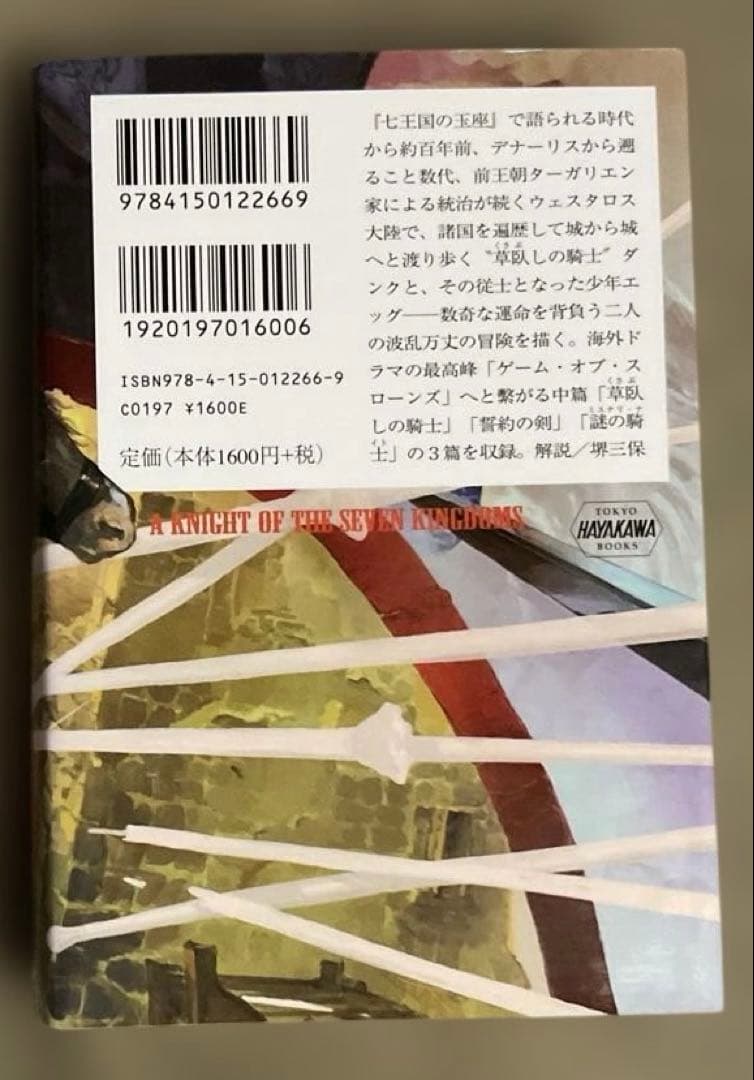 9784150122669
1920197016006
ISBN978-4-15-012266-9
C0197 ¥1600E
定価(本体1600円+税)
『七王国の玉座』で語られる時代
から約百年前、デナーリスから遡
ること数代、前王朝ターガリエン
家による統治が続くウェスタロス
大陸で、諸国を遍歴して城から城
へと渡り歩く〝草臥しの騎士〟ダ
ンクと、その従士となった少年エ
ッグ――数奇な運命を背負う二人
の波乱万丈の冒険を描く。海外ド
ラマの最高峰「ゲーム・オブ・ス
ローンズ」へと繋がる中篇「草臥
しの騎士」「誓約の剣」「謎の騎
士」の3篇を収録。解説/堺三保
A KNIGHT OF THE SEVEN KINGDOMS
TOKYO
HAYAKAWA
BOOKS